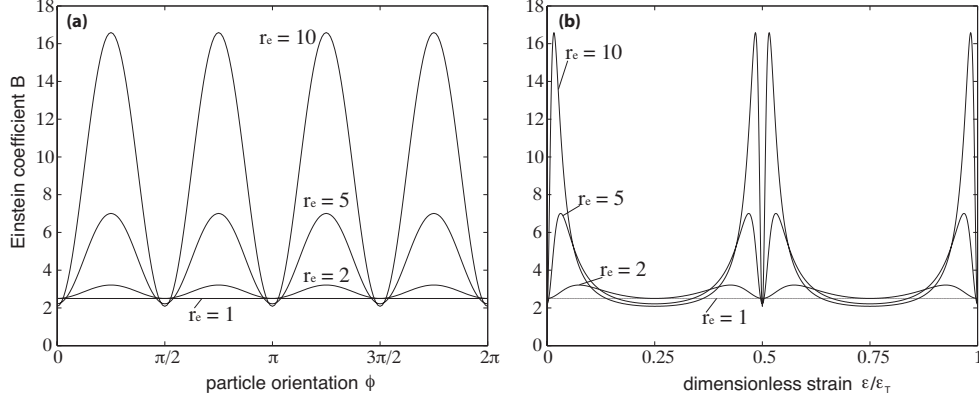 (a)
18
16
14
12
10
8
6
4
2
0
Einstein coefficient B
rₑ = 10
rₑ = 5
rₑ = 2
rₑ = 1
0
π/2
π
3π/2
2π
particle orientation ϕ
(b)
18
16
14
12
10
8
6
4
2
0
rₑ = 10
rₑ = 5
rₑ = 2
rₑ = 1
0
0.25
0.5
0.75
1
dimensionless strain ε/ε_T